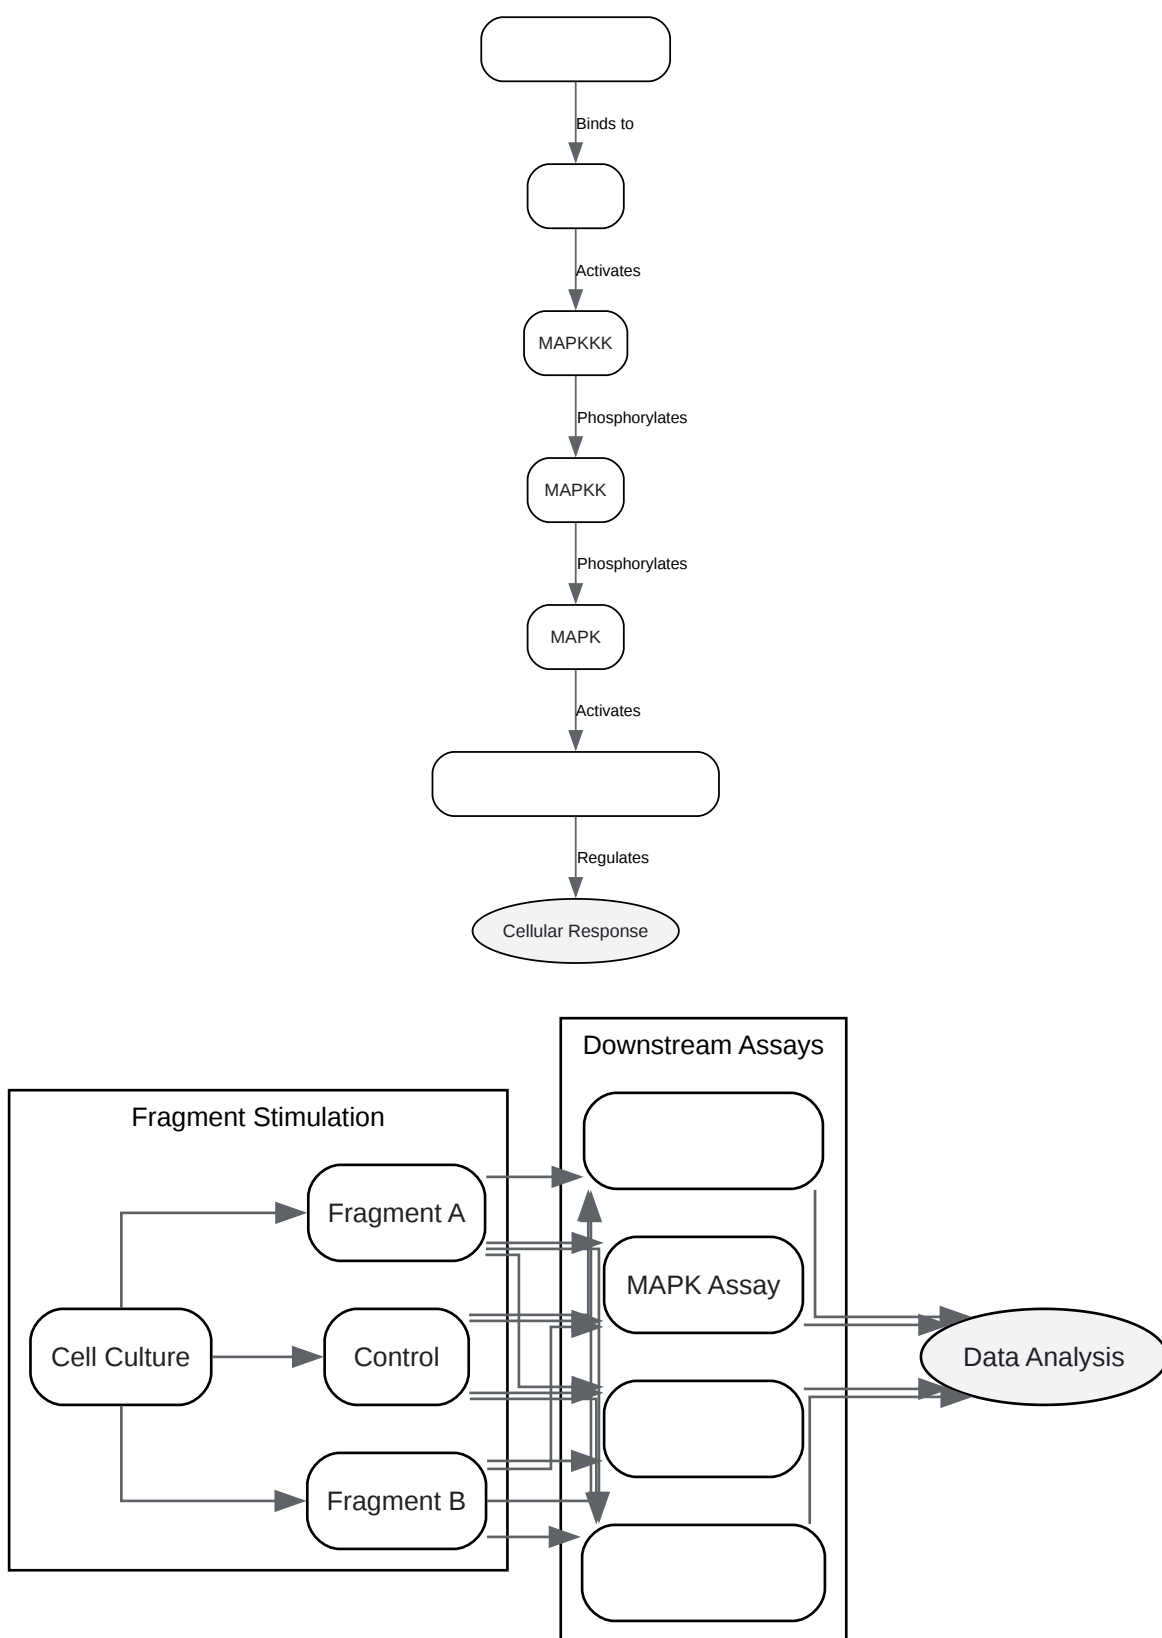 Binds to
Activates
MAPKKK
Phosphorylates
MAPKK
Phosphorylates
MAPK
Activates
Regulates
Cellular Response
Downstream Assays
Fragment Stimulation
Fragment A
MAPK Assay
Cell Culture
Control
Data Analysis
Fragment B